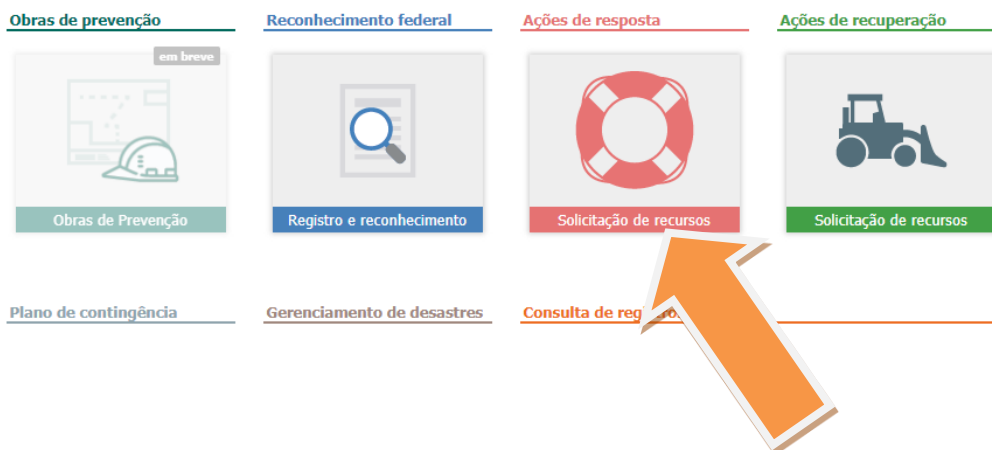 Obras de prevenção
Reconhecimento federal
Ações de resposta
Ações de recuperação
em breve
Obras de Prevenção
Registro e reconhecimento
Solicitação de recursos
Solicitação de recursos
Plano de contingência
Gerenciamento de desastres
Consulta de